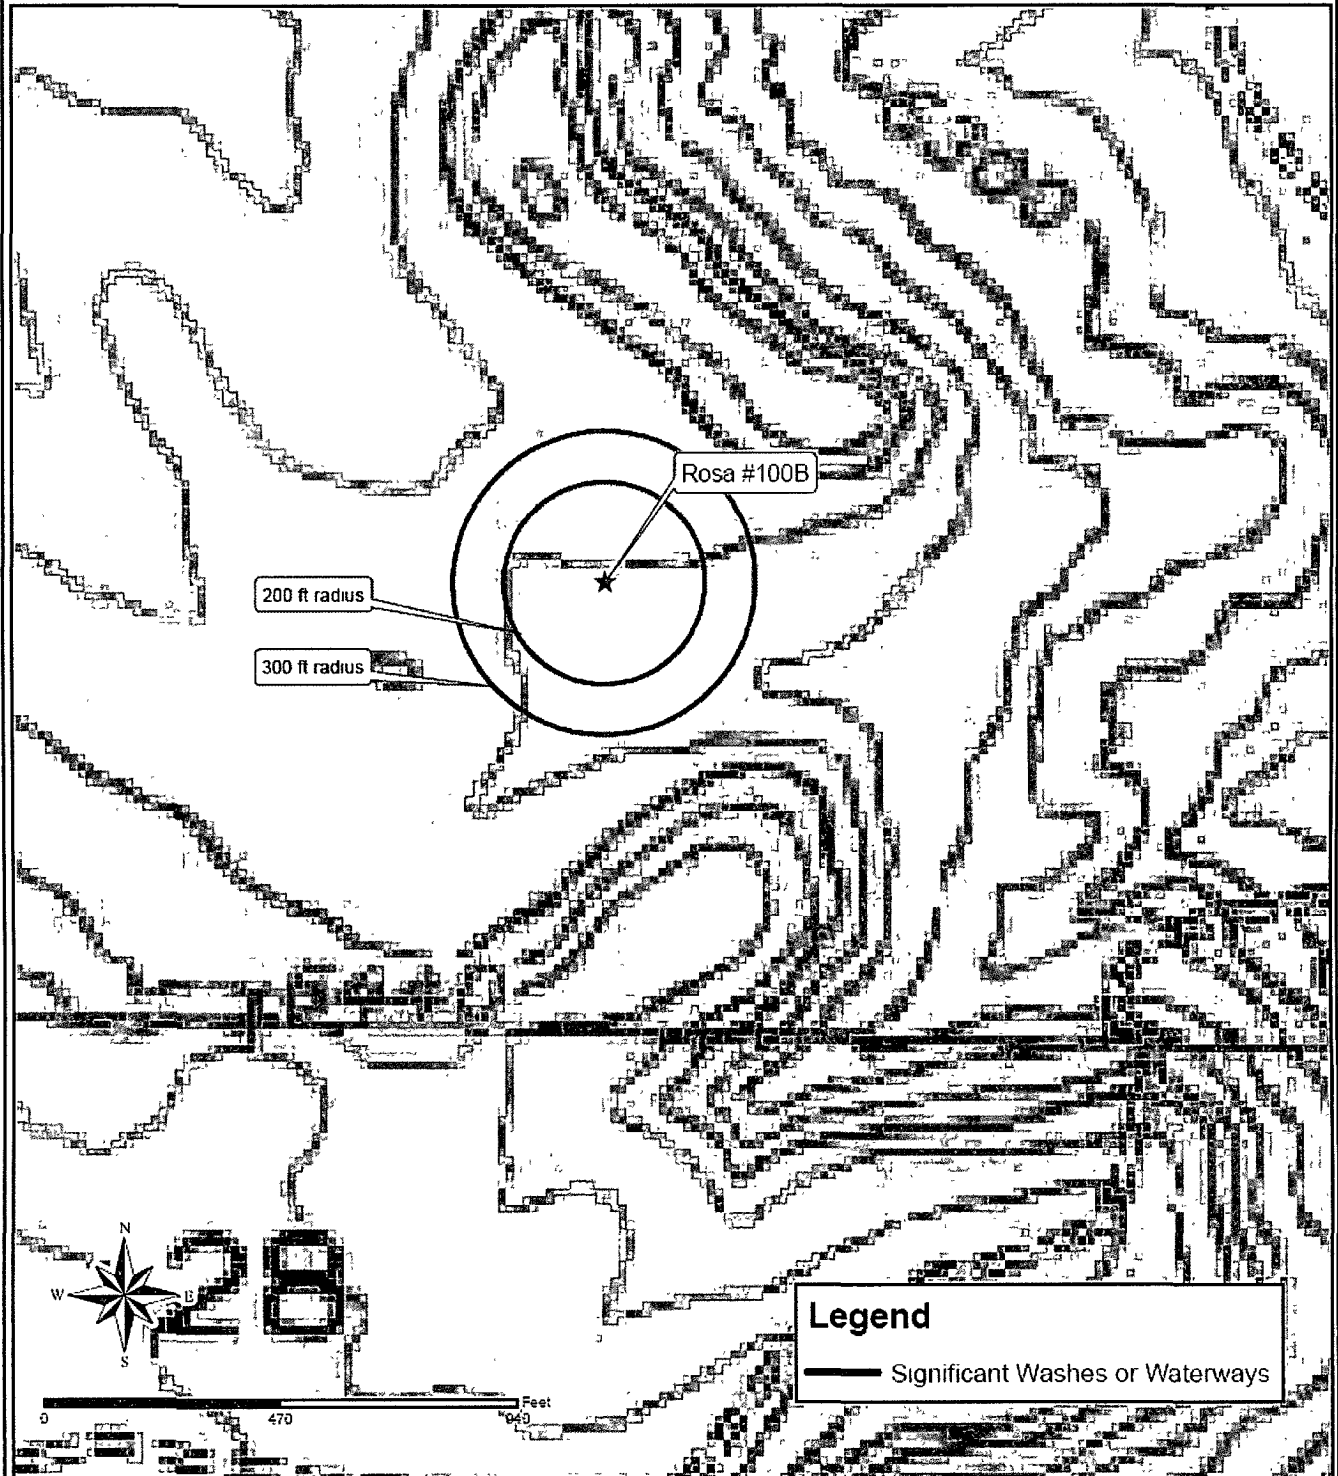 Rosa #100B
200 ft radius
300 ft radius
N
W
E
S
28
Legend
Significant Washes or Waterways
Feet
0
470
940